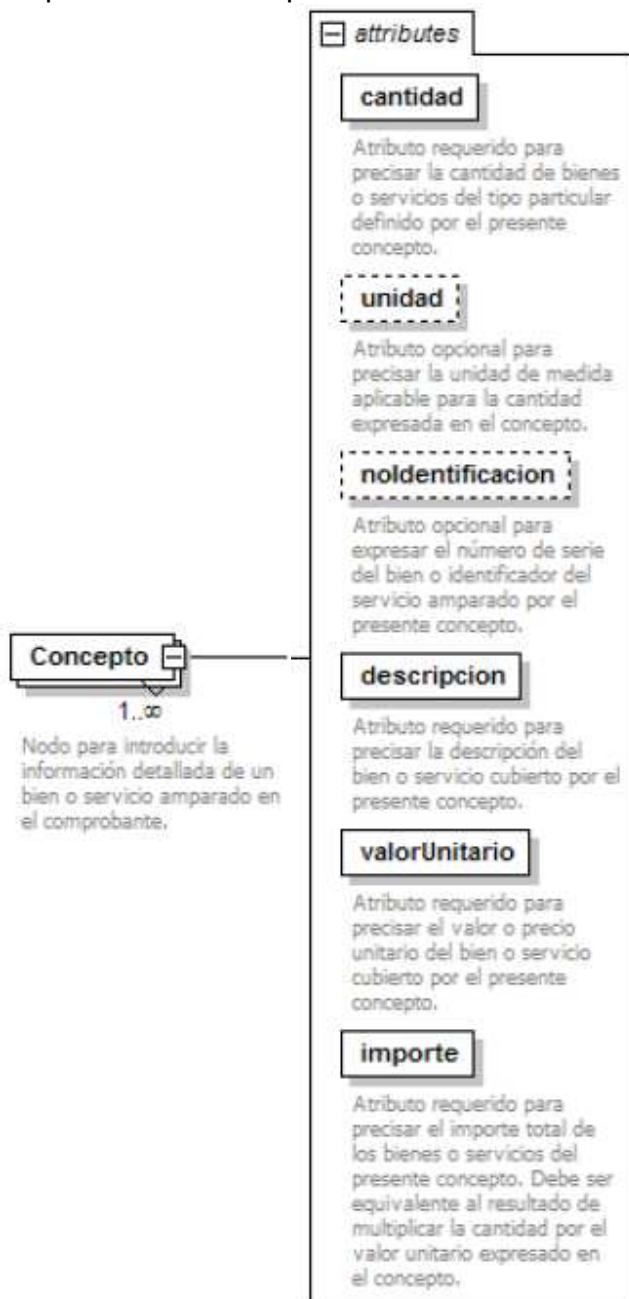 attributes
cantidad
Atributo requerido para
precisar la cantidad de bienes
o servicios del tipo particular
definido por el presente
concepto.
unidad
Atributo opcional para
precisar la unidad de medida
aplicable para la cantidad
expresada en el concepto.
noIdentificacion
Atributo opcional para
expresar el número de serie
del bien o identificador del
servicio amparado por el
presente concepto.
Concepto
1..∞
Nodo para introducir la
información detallada de un
bien o servicio amparado en
el comprobante.
descripcion
Atributo requerido para
precisar la descripción del
bien o servicio cubierto por el
presente concepto.
valorUnitario
Atributo requerido para
precisar el valor o precio
unitario del bien o servicio
cubierto por el presente
concepto.
importe
Atributo requerido para
precisar el importe total de
los bienes o servicios del
presente concepto. Debe ser
equivalente al resultado de
multiplicar la cantidad por el
valor unitario expresado en
el concepto.